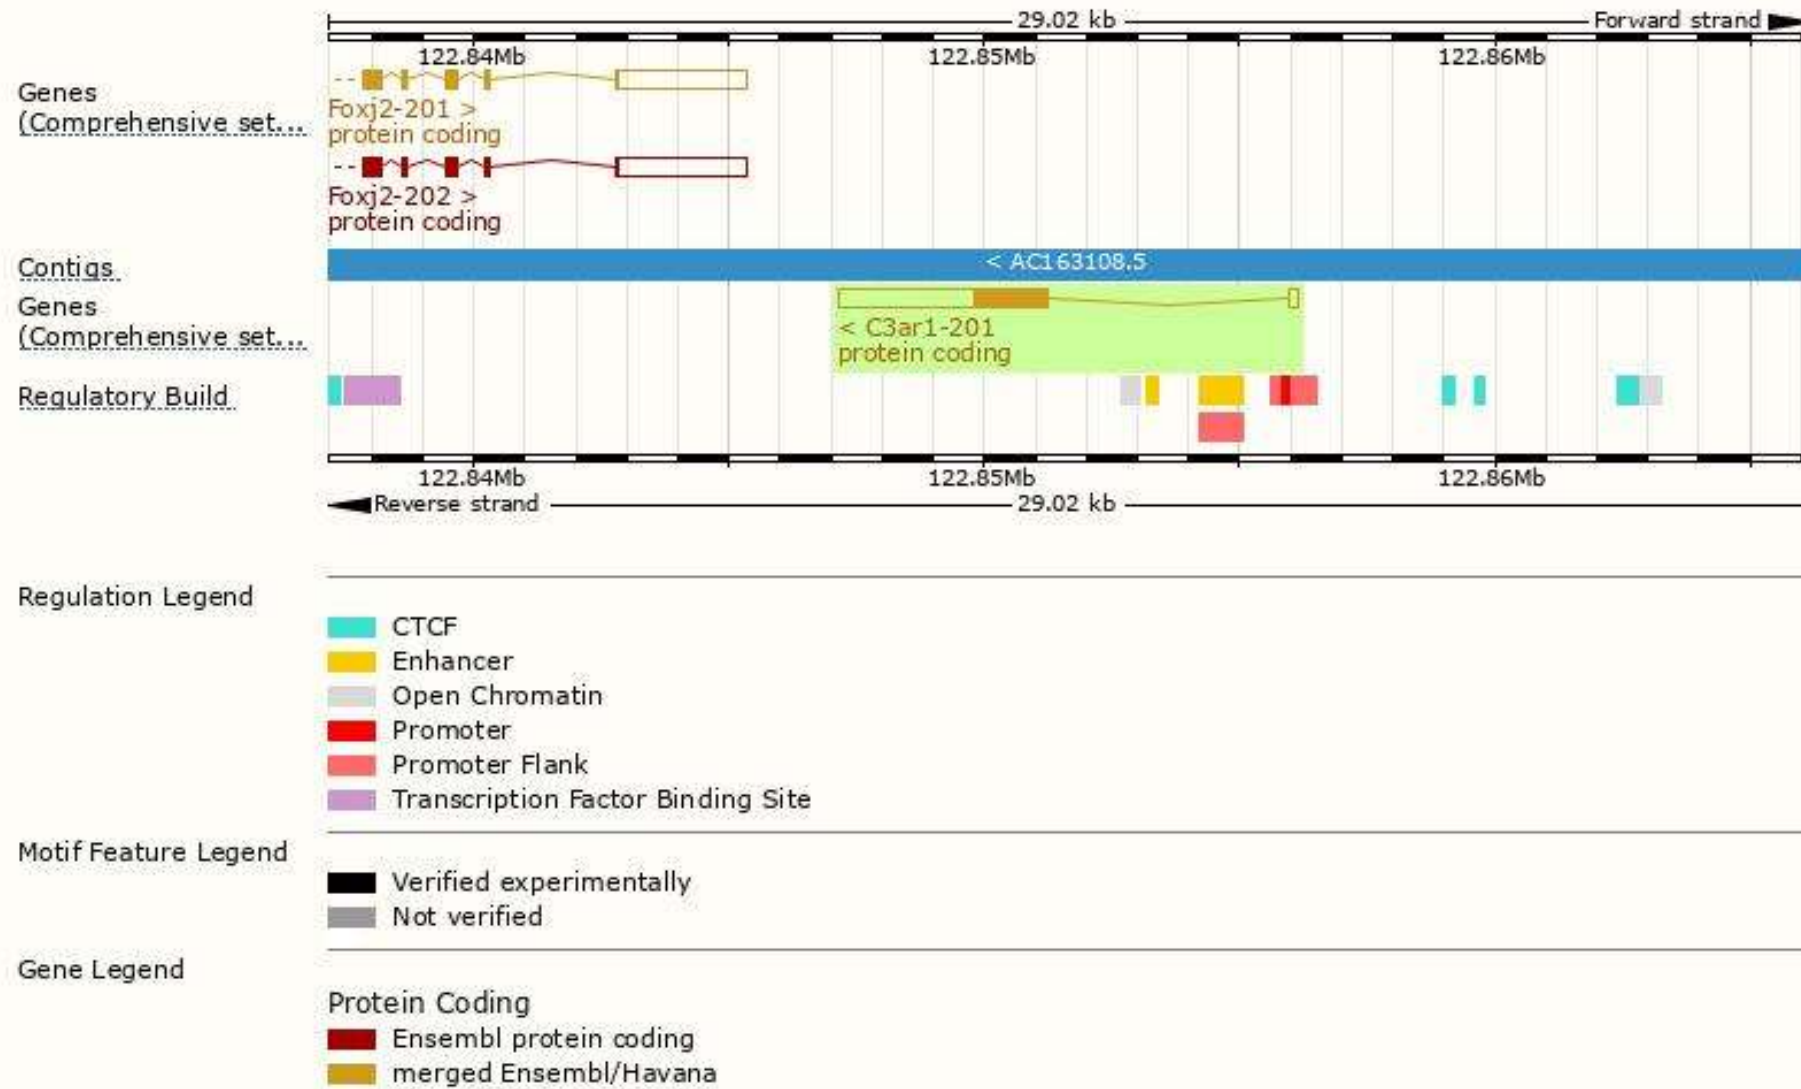 29.02 kb Forward strand
122.84Mb 122.85Mb 122.86Mb
Genes
(Comprehensive set...
Foxj2-201 >
protein coding
Foxj2-202 >
protein coding
Contigs
< AC163108.5
Genes
(Comprehensive set...
< C3ar1-201
protein coding
Regulatory Build
122.84Mb 122.85Mb 122.86Mb
Reverse strand 29.02 kb
Regulation Legend
CTCF
Enhancer
Open Chromatin
Promoter
Promoter Flank
Transcription Factor Binding Site
Motif Feature Legend
Verified experimentally
Not verified
Gene Legend
Protein Coding
Ensembl protein coding
merged Ensembl/Havana